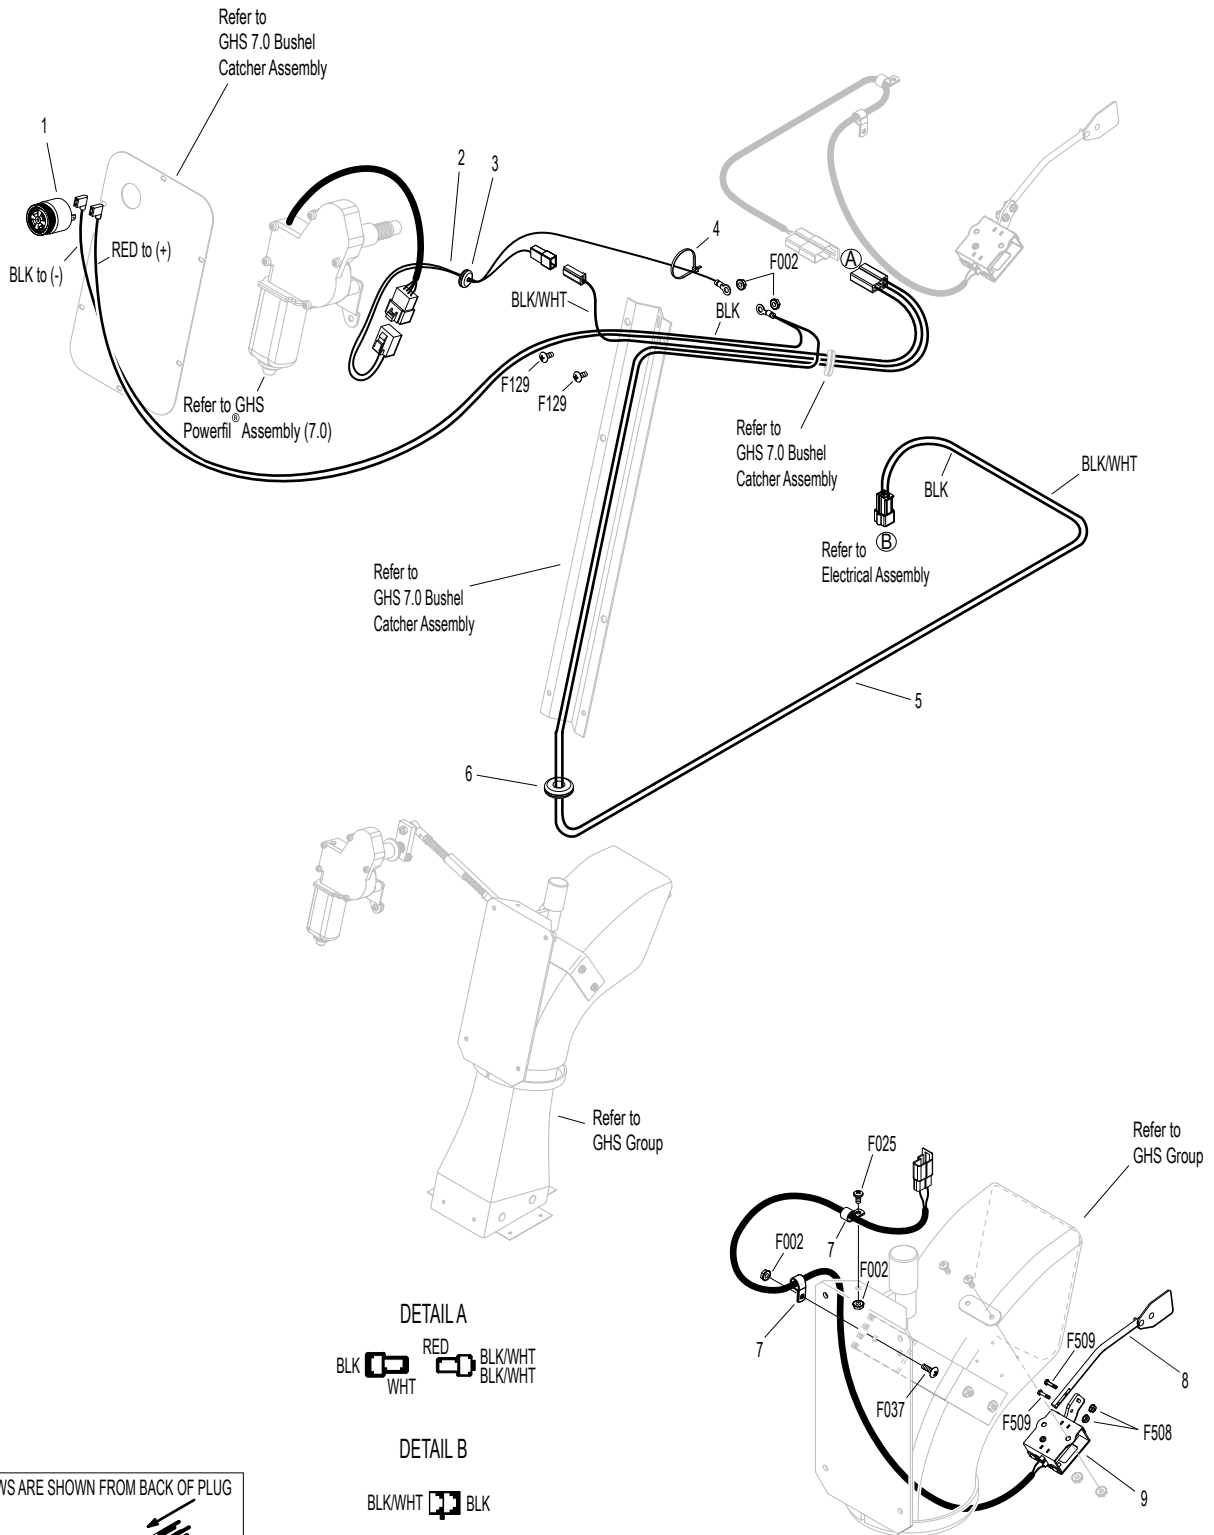 Refer to
GHS 7.0 Bushel
Catcher Assembly
1
2
3
4
F002
A
RED to (+)
BLK to (-)
BLK/WHT
BLK
F129
F129
Refer to GHS
Powerfil® Assembly (7.0)
Refer to
GHS 7.0 Bushel
Catcher Assembly
BLK/WHT
BLK
B
Refer to
Electrical Assembly
Refer to
GHS 7.0 Bushel
Catcher Assembly
5
6
Refer to
GHS Group
Refer to
GHS Group
F025
7
F002
F002
7
F509
8
F037
F509
F508
9
DETAIL A
RED
BLK
BLK/WHT
BLK/WHT
WHT
DETAIL B
BLK/WHT
BLK
WS ARE SHOWN FROM BACK OF PLUG